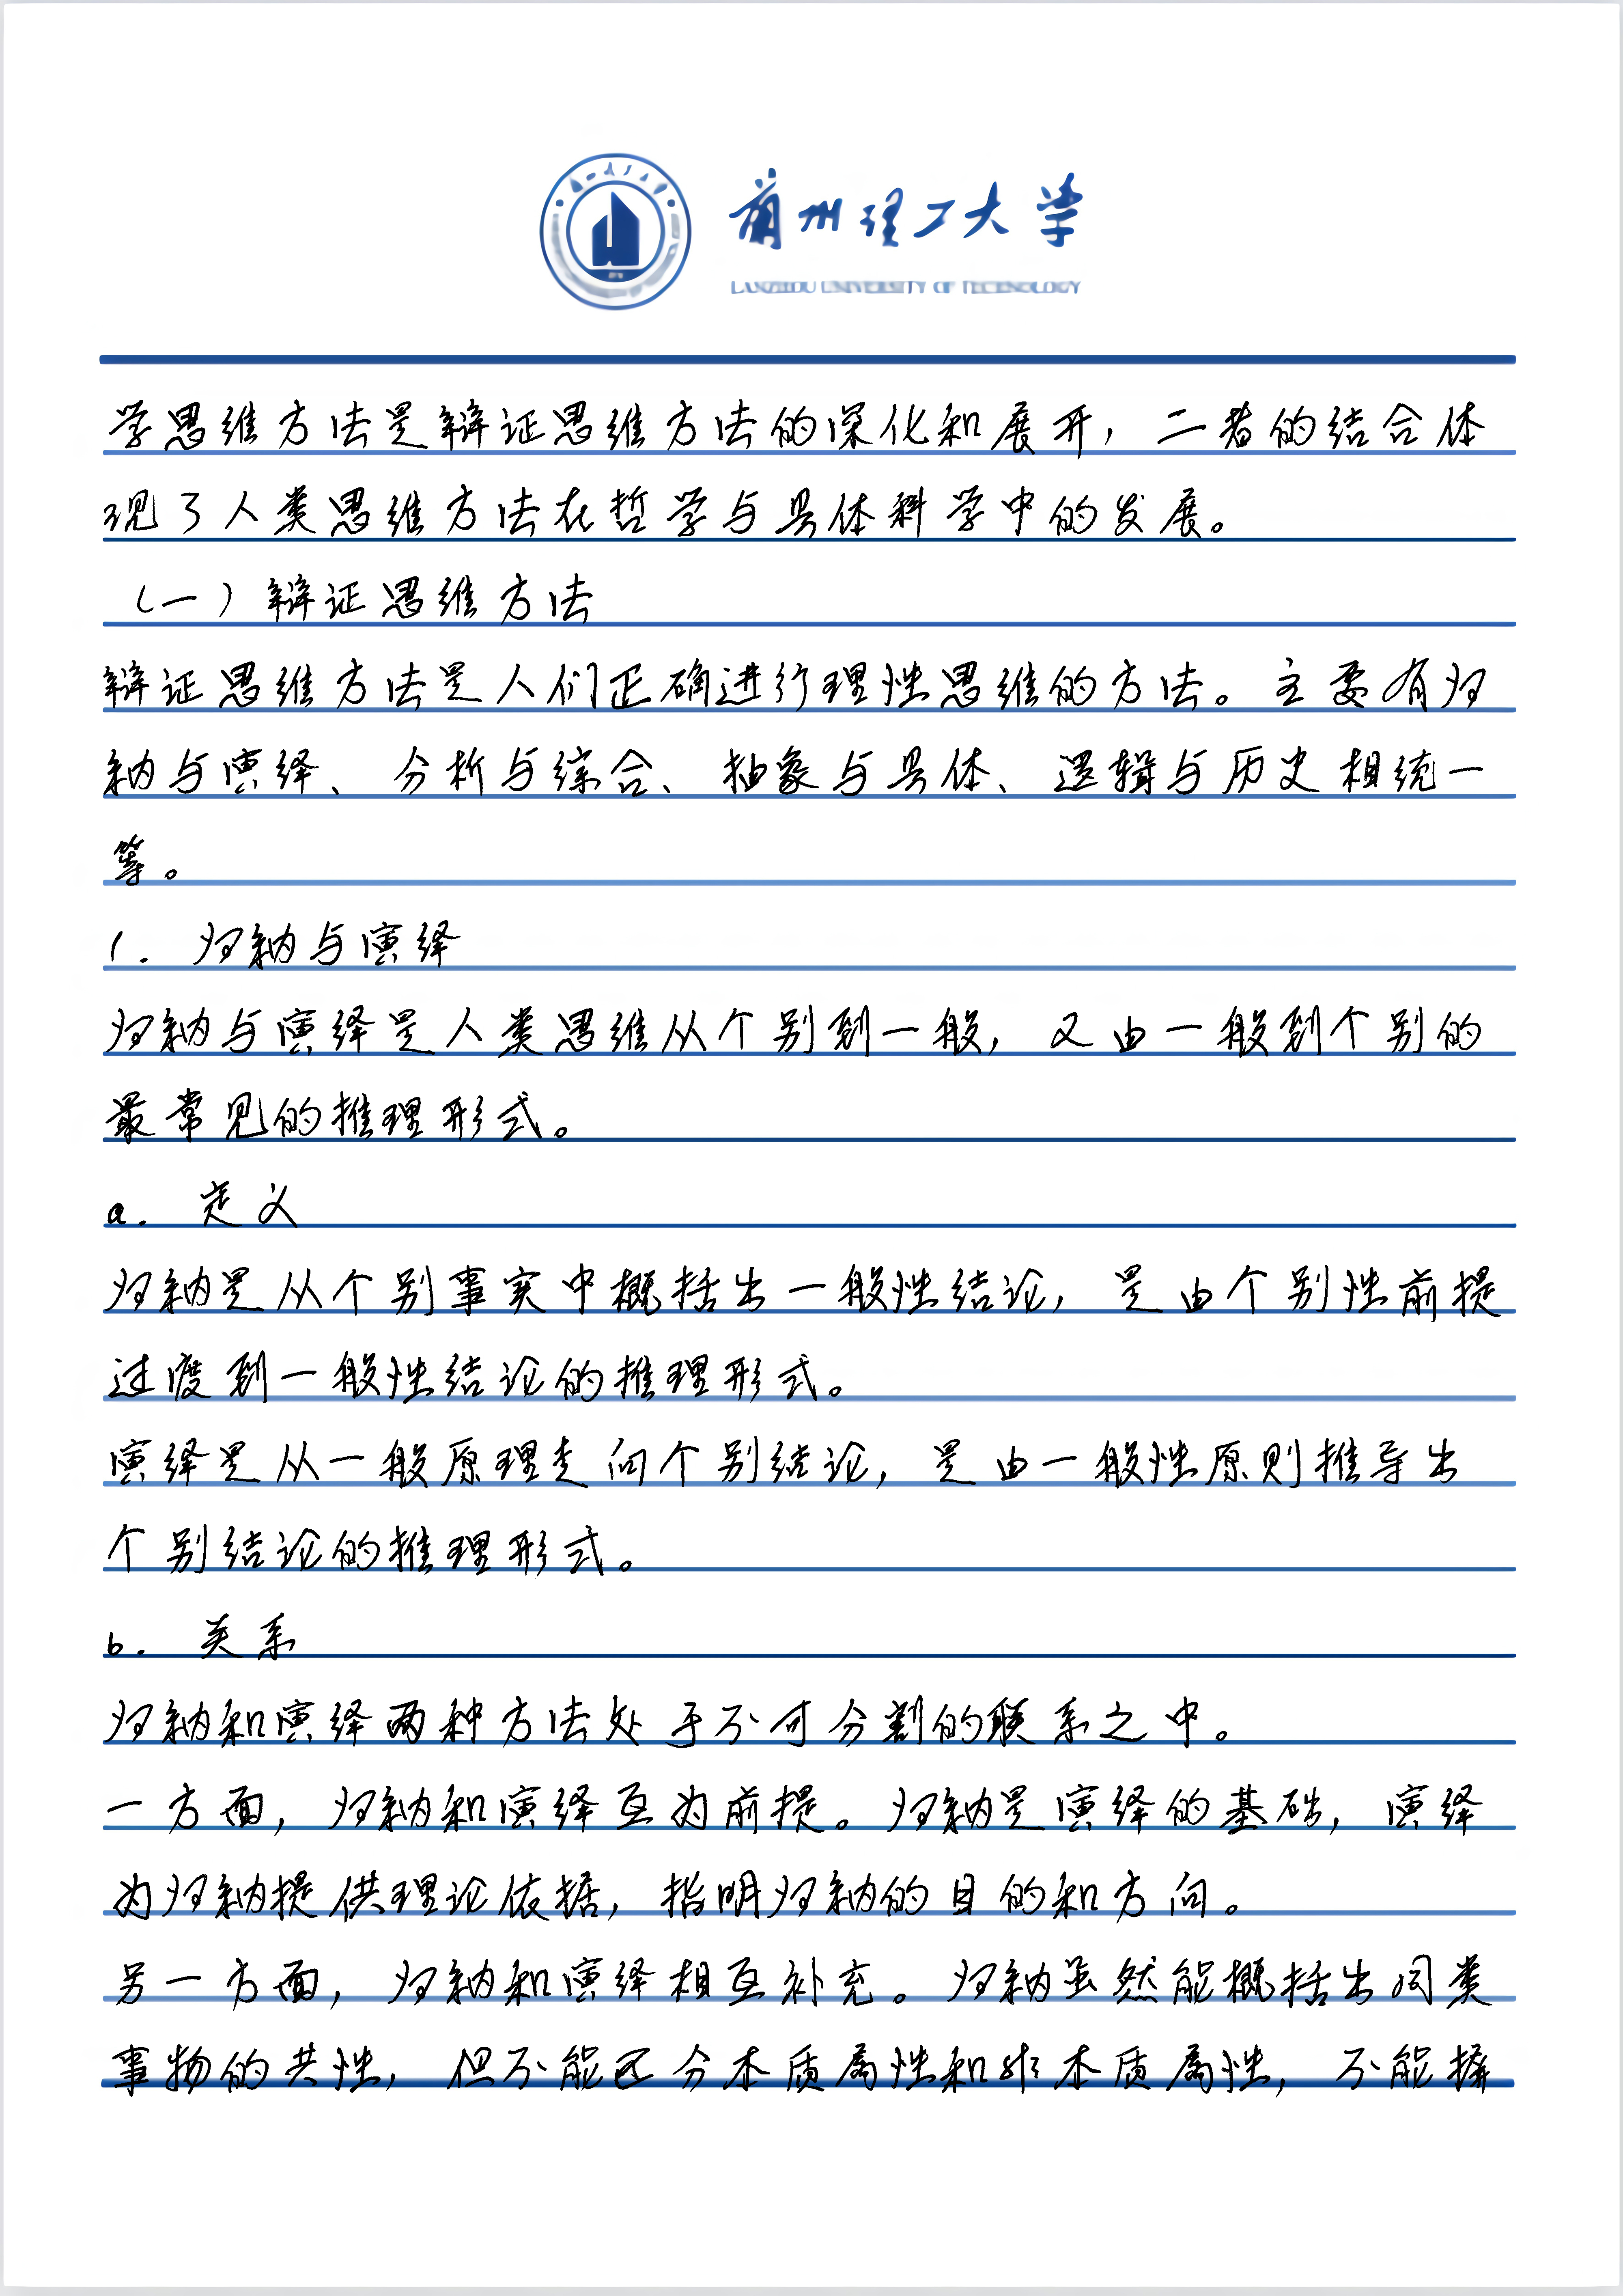 兰州理工大学
LANZHOU UNIVERSITY OF TECHNOLOGY
学思维方法是辩证思维方法的深化和展开，二者的结合体
现了人类思维方法在哲学与具体科学中的发展。
（一）辩证思维方法
辩证思维方法是人们正确进行理性思维的方法。主要有归
纳与演绎、分析与综合、抽象与具体、逻辑与历史相统一
等。
1. 归纳与演绎
归纳与演绎是人类思维从个别到一般，又由一般到个别的
最常见的推理形式。
a. 定义
归纳是从个别事实中概括出一般性结论，是由个别性前提
过度到一般性结论的推理形式。
演绎是从一般原理走向个别结论，是由一般性原则推导出
个别结论的推理形式。
b. 关系
归纳和演绎两种方法处于不可分割的联系之中。
一方面，归纳和演绎互为前提。归纳是演绎的基础，演绎
为归纳提供理论依据，指明归纳的目的和方向。
另一方面，归纳和演绎相互补充。归纳虽然能概括出同类
事物的共性，但不能区分本质属性和非本质属性，不能揭